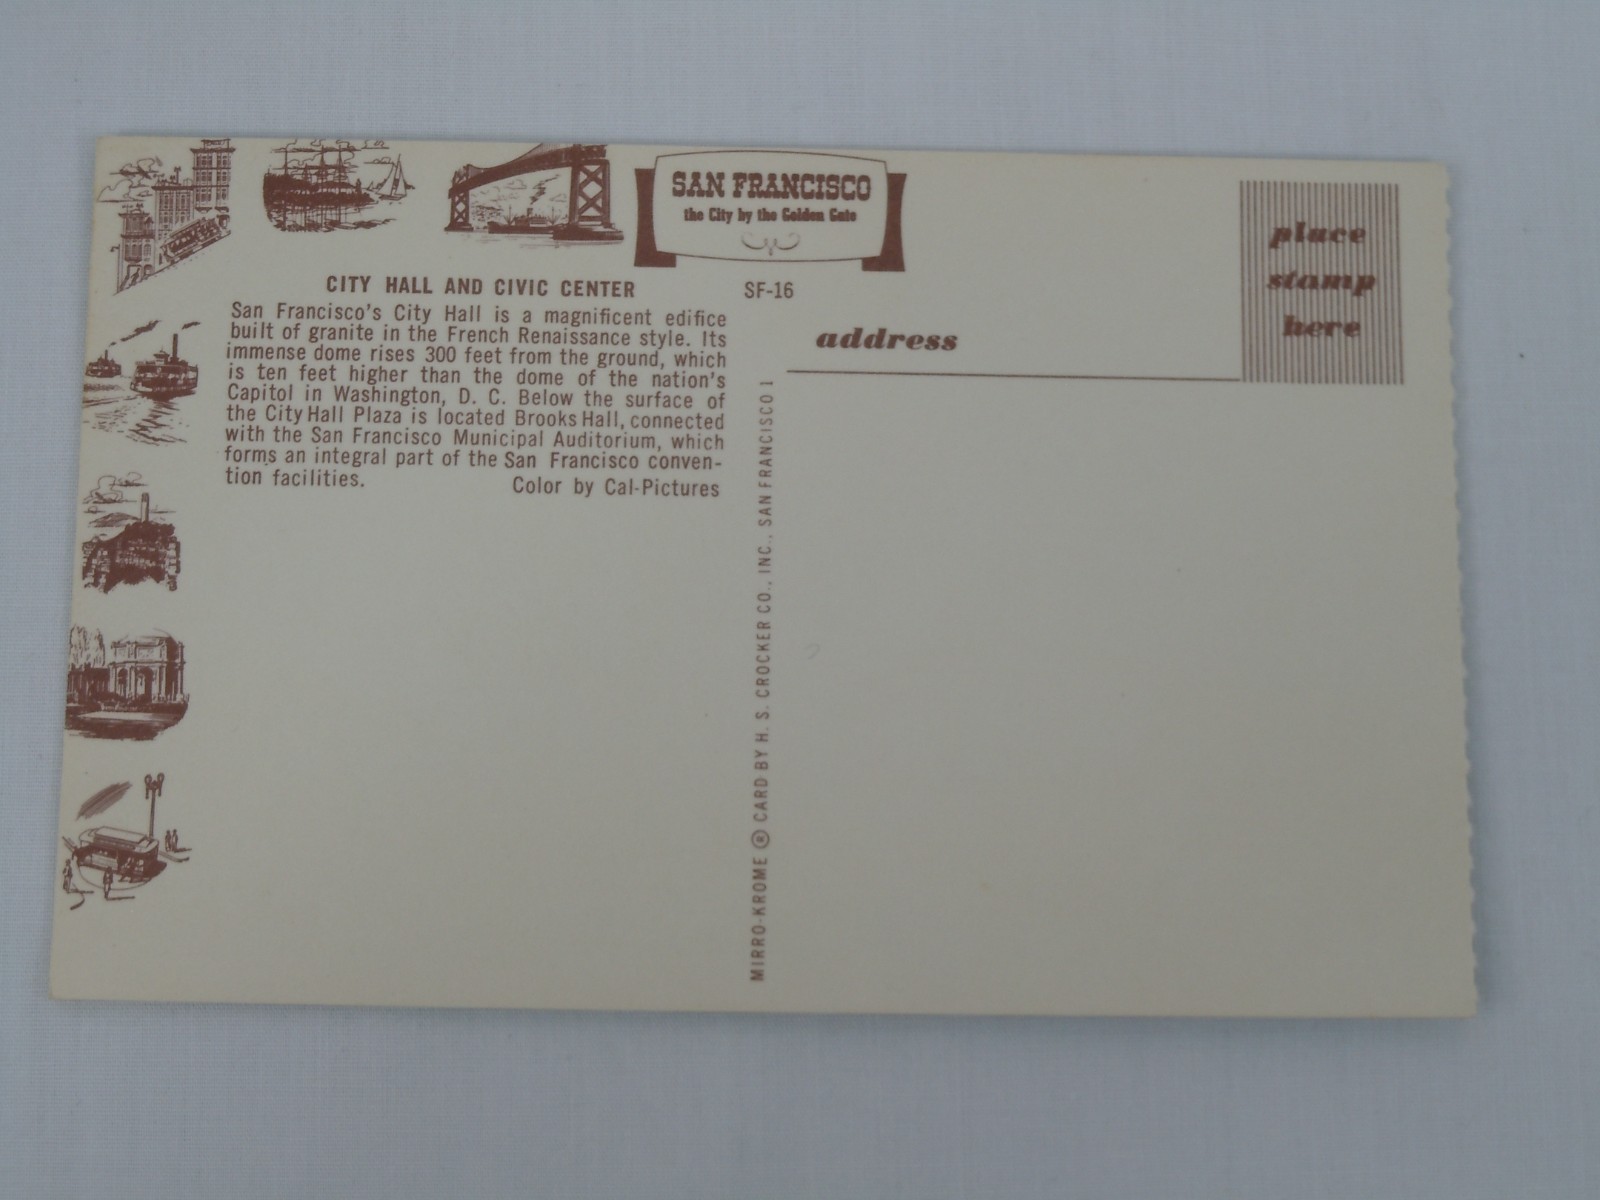 SAN FRANCISCO
the City by the Golden Gate
CITY HALL AND CIVIC CENTER
SF-16
San Francisco's City Hall is a magnificent edifice
built of granite in the French Renaissance style. Its
immense dome rises 300 feet from the ground, which
is ten feet higher than the dome of the nation's
Capitol in Washington, D. C. Below the surface of
the City Hall Plaza is located Brooks Hall, connected
with the San Francisco Municipal Auditorium, which
forms an integral part of the San Francisco conven-
tion facilities.
Color by Cal-Pictures
MIRRO-KROME ® CARD BY H. S. CROCKER CO., INC., SAN FRANCISCO 1
address
place
stamp
here